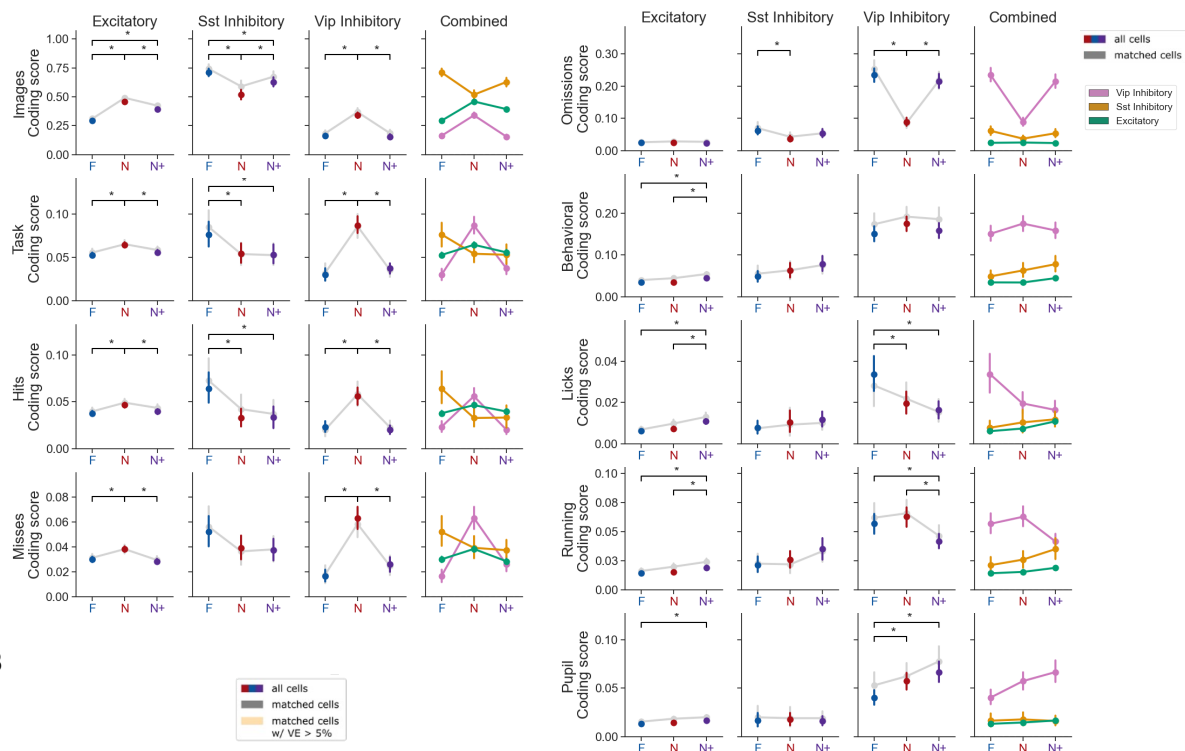 Excitatory Sst Inhibitory Vip Inhibitory Combined
Images
Coding score
1.00
0.75
0.50
0.25
0.00
* * *
* * *
* *
F N N+ F N N+ F N N+ F N N+
Task
Coding score
0.10
0.05
0.00
* *
* *
* *
F N N+ F N N+ F N N+ F N N+
Hits
Coding score
0.10
0.05
0.00
* *
* *
* *
F N N+ F N N+ F N N+ F N N+
Misses
Coding score
0.08
0.06
0.04
0.02
0.00
* *
* *
F N N+ F N N+ F N N+ F N N+
all cells
matched cells
matched cells
w/ VE > 5%
Excitatory Sst Inhibitory Vip Inhibitory Combined
Omissions
Coding score
0.30
0.20
0.10
0.00
*
* *
F N N+ F N N+ F N N+ F N N+
Behavioral
Coding score
0.20
0.10
0.00
*
*
F N N+ F N N+ F N N+ F N N+
Licks
Coding score
0.04
0.02
0.00
*
*
*
*
F N N+ F N N+ F N N+ F N N+
Running
Coding score
0.10
0.08
0.05
0.03
0.00
*
*
*
*
F N N+ F N N+ F N N+ F N N+
Pupil
Coding score
0.10
0.05
0.00
*
*
*
all cells
matched cells
Vip Inhibitory
Sst Inhibitory
Excitatory